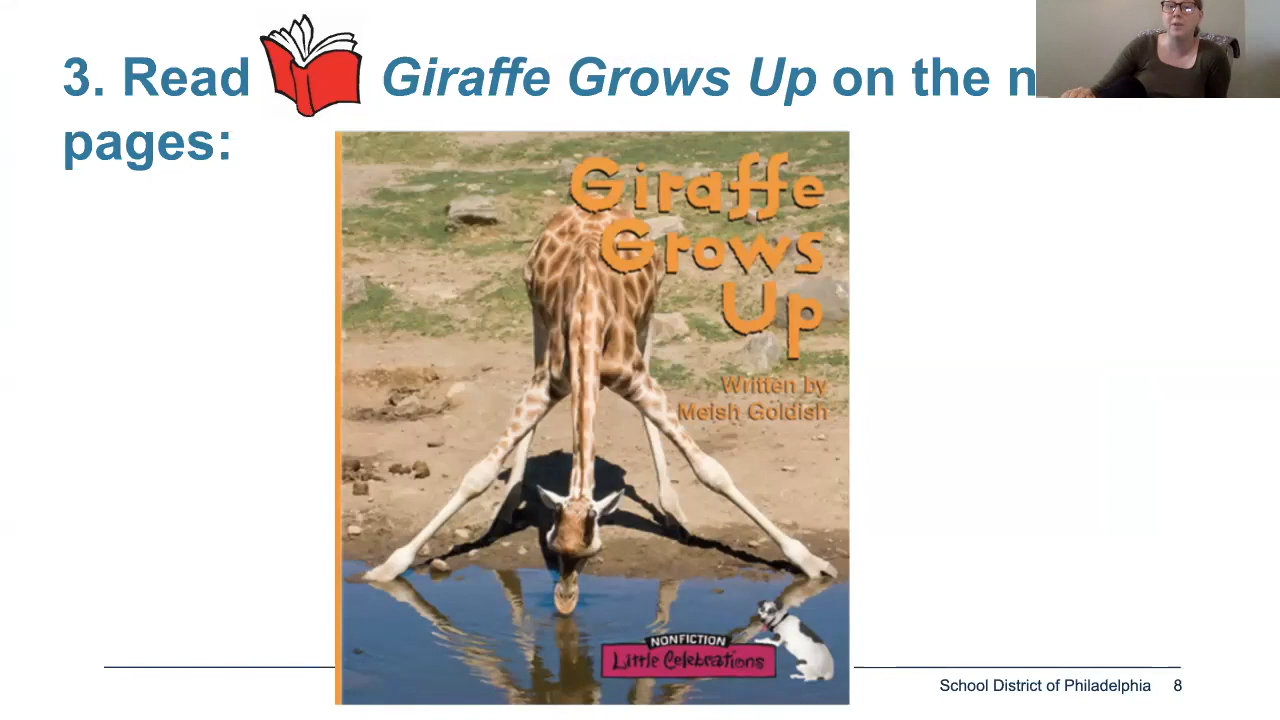 3. Read Giraffe Grows Up on the n
pages:
Giraffe
Grows
Up
Written by
Meish Goldish
NONFICTION
Little Celebrations
School District of Philadelphia 8